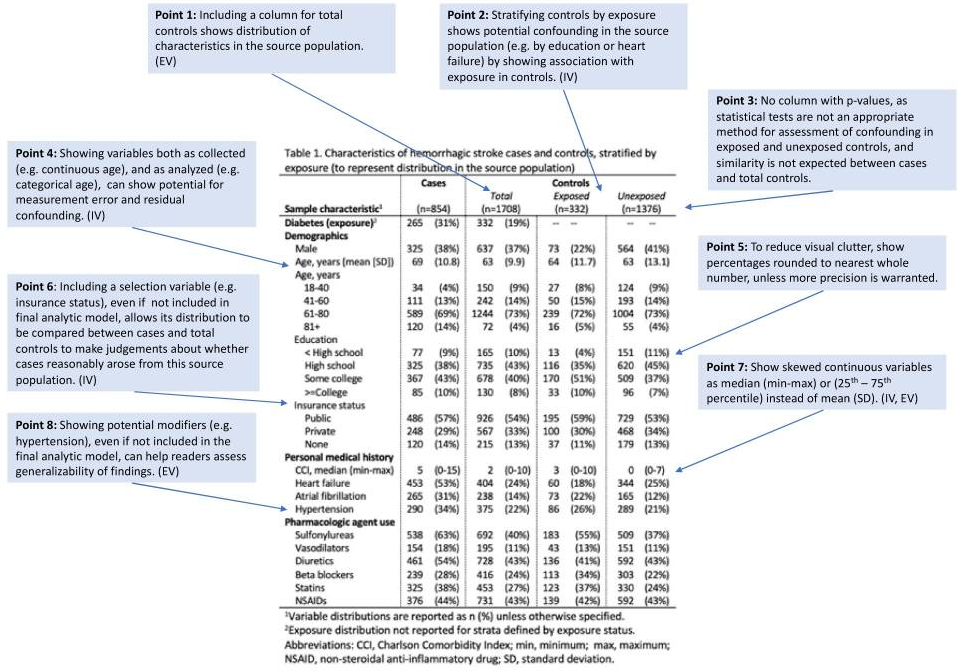 Point 1: Including a column for total
controls shows distribution of
characteristics in the source population.
(EV)
Point 2: Stratifying controls by exposure
shows potential confounding in the source
population (e.g. by education or heart
failure) by showing association with
exposure in controls. (IV)
Point 3: No column with p-values, as
statistical tests are not an appropriate
method for assessment of confounding in
exposed and unexposed controls, and
similarity is not expected between cases
and total controls.
Point 4: Showing variables both as collected
(e.g. continuous age), and as analyzed (e.g.
categorical age), can show potential for
measurement error and residual
confounding. (IV)
Point 5: To reduce visual clutter, show
percentages rounded to nearest whole
number, unless more precision is warranted.
Point 6: Including a selection variable (e.g.
insurance status), even if not included in
final analytic model, allows its distribution to
be compared between cases and total
controls to make judgements about whether
cases reasonably arose from this source
population. (IV)
Point 7: Show skewed continuous variables
as median (min-max) or (25th – 75th
percentile) instead of mean (SD). (IV, EV)
Point 8: Showing potential modifiers (e.g.
hypertension), even if not included in the
final analytic model, can help readers assess
generalizability of findings. (EV)
Table 1. Characteristics of hemorrhagic stroke cases and controls, stratified by
exposure (to represent distribution in the source population)
Cases Controls
Total Exposed Unexposed
Sample characteristic¹ (n=854) (n=1708) (n=332) (n=1376)
Diabetes (exposure)² 265 (31%) 332 (19%) -- -- -- --
Demographics
Male 325 (38%) 637 (37%) 73 (22%) 564 (41%)
Age, years (mean [SD]) 69 (10.8) 63 (9.9) 64 (11.7) 63 (13.1)
Age, years
18-40 34 (4%) 150 (9%) 27 (8%) 124 (9%)
41-60 111 (13%) 242 (14%) 50 (15%) 193 (14%)
61-80 589 (69%) 1244 (73%) 239 (72%) 1004 (73%)
81+ 120 (14%) 72 (4%) 16 (5%) 55 (4%)
Education
< High school 77 (9%) 165 (10%) 13 (4%) 151 (11%)
High school 325 (38%) 735 (43%) 116 (35%) 620 (45%)
Some college 367 (43%) 678 (40%) 170 (51%) 509 (37%)
>=College 85 (10%) 130 (8%) 33 (10%) 96 (7%)
Insurance status
Public 486 (57%) 926 (54%) 195 (59%) 729 (53%)
Private 248 (29%) 567 (33%) 100 (30%) 468 (34%)
None 120 (14%) 215 (13%) 37 (11%) 179 (13%)
Personal medical history
CCI, median (min-max) 5 (0-15) 2 (0-10) 3 (0-10) 0 (0-7)
Heart failure 453 (53%) 404 (24%) 60 (18%) 344 (25%)
Atrial fibrillation 265 (31%) 238 (14%) 73 (22%) 165 (12%)
Hypertension 290 (34%) 375 (22%) 86 (26%) 289 (21%)
Pharmacologic agent use
Sulfonylureas 538 (63%) 692 (40%) 183 (55%) 509 (37%)
Vasodilators 154 (18%) 195 (11%) 43 (13%) 151 (11%)
Diuretics 461 (54%) 728 (43%) 136 (41%) 592 (43%)
Beta blockers 239 (28%) 416 (24%) 113 (34%) 303 (22%)
Statins 325 (38%) 453 (27%) 123 (37%) 330 (24%)
NSAIDs 376 (44%) 731 (43%) 139 (42%) 592 (43%)
¹Variable distributions are reported as n (%) unless otherwise specified.
²Exposure distribution not reported for strata defined by exposure status.
Abbreviations: CCI, Charlson Comorbidity Index; min, minimum; max, maximum;
NSAID, non-steroidal anti-inflammatory drug; SD, standard deviation.